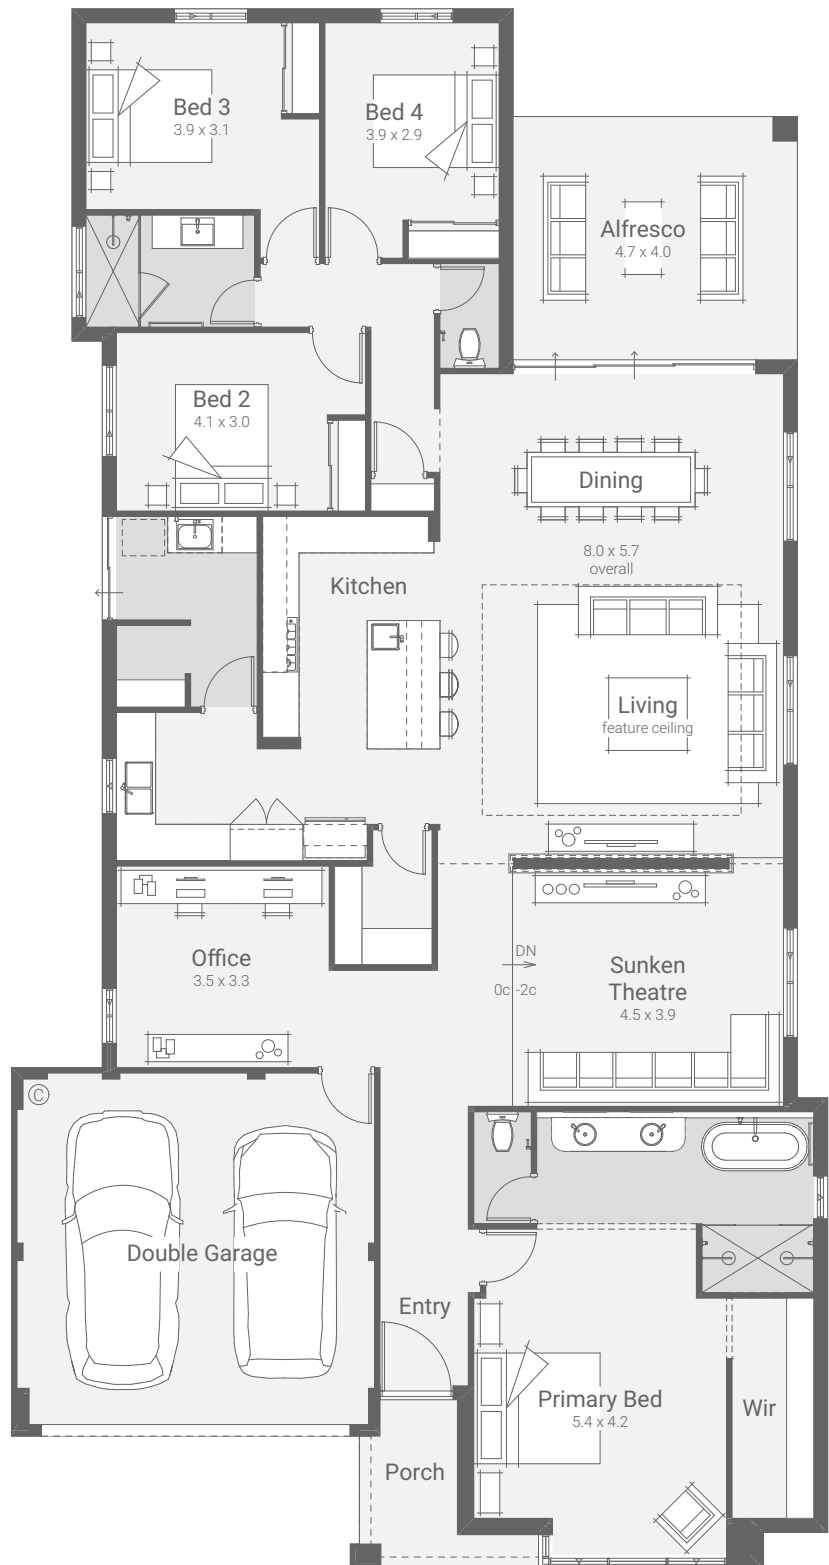 Bed 3
3.9 x 3.1
Bed 4
3.9 x 2.9
Alfresco
4.7 x 4.0
Bed 2
4.1 x 3.0
Dining
8.0 x 5.7
overall
Kitchen
Living
feature ceiling
Office
3.5 x 3.3
DN
0c -2c
Sunken
Theatre
4.5 x 3.9
C
Double Garage
Entry
Primary Bed
5.4 x 4.2
Wir
Porch